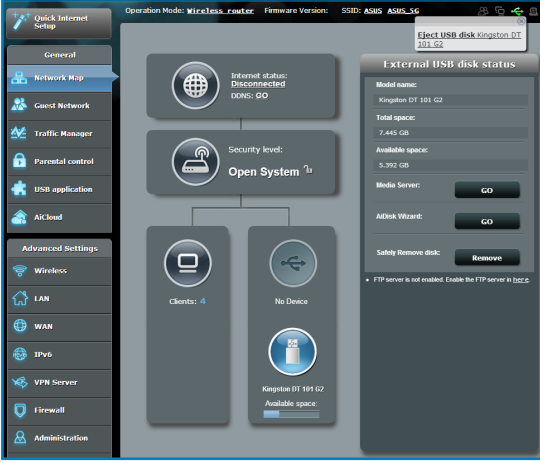 Quick Internet
Setup
Operation Mode: Wireless router Firmware Version: SSID: ASUS ASUS_5G
Eject USB disk Kingston DT
101 G2
General
Network Map
Guest Network
Traffic Manager
Parental control
USB application
AiCloud
Advanced Settings
Wireless
LAN
WAN
IPv6
VPN Server
Firewall
Administration
Internet status:
Disconnected
DDNS: GO
Security level:
Open System
Clients: 4
No Device
Kingston DT 101 G2
Available space:
External USB disk status
Model name:
Kingston DT 101 G2
Total space:
7.445 GB
Available space:
5.392 GB
Media Server:
GO
AiDisk Wizard:
GO
Safely Remove disk:
Remove
FTP server is not enabled. Enable the FTP server in here.